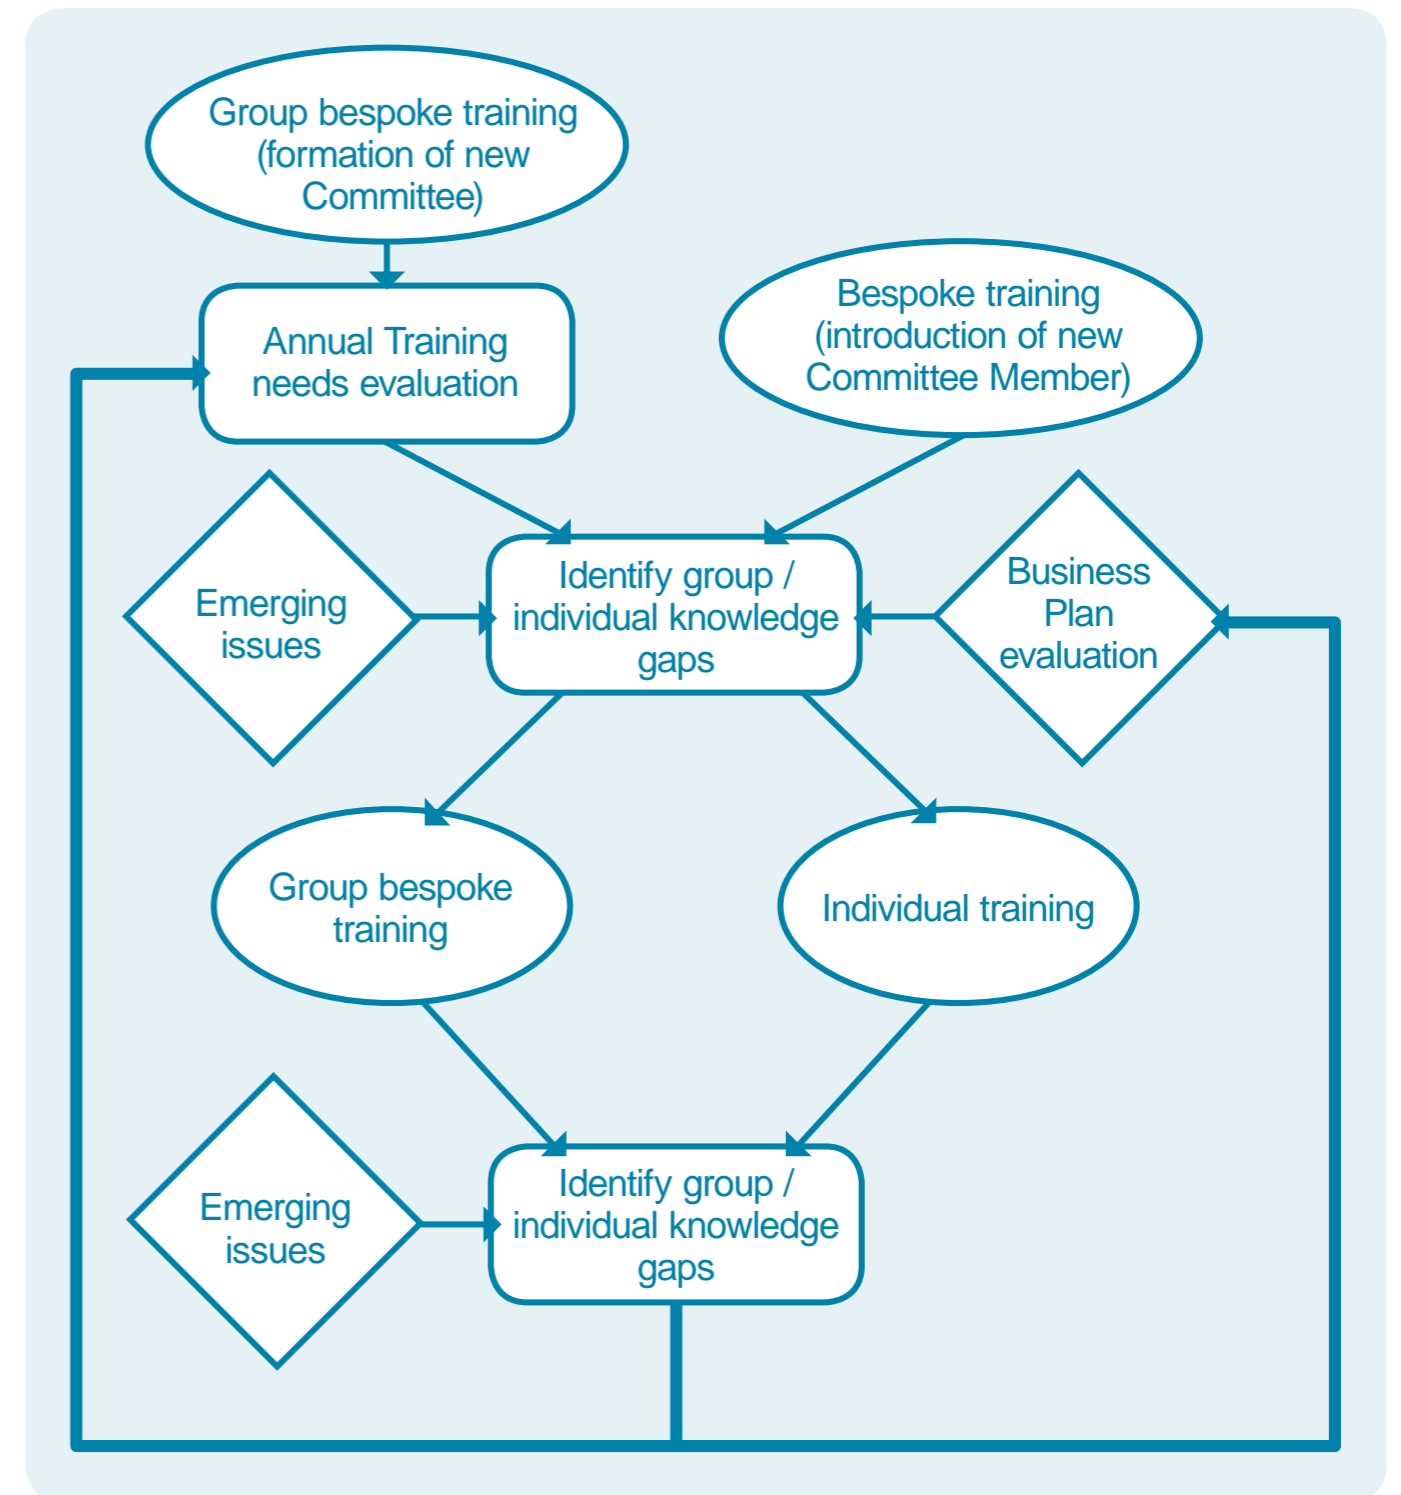 Group bespoke training
(formation of new
Committee)
Bespoke training
(introduction of new
Committee Member)
Annual Training
needs evaluation
Emerging
issues
Identify group /
individual knowledge
gaps
Business
Plan
evaluation
Group bespoke
training
Individual training
Emerging
issues
Identify group /
individual knowledge
gaps